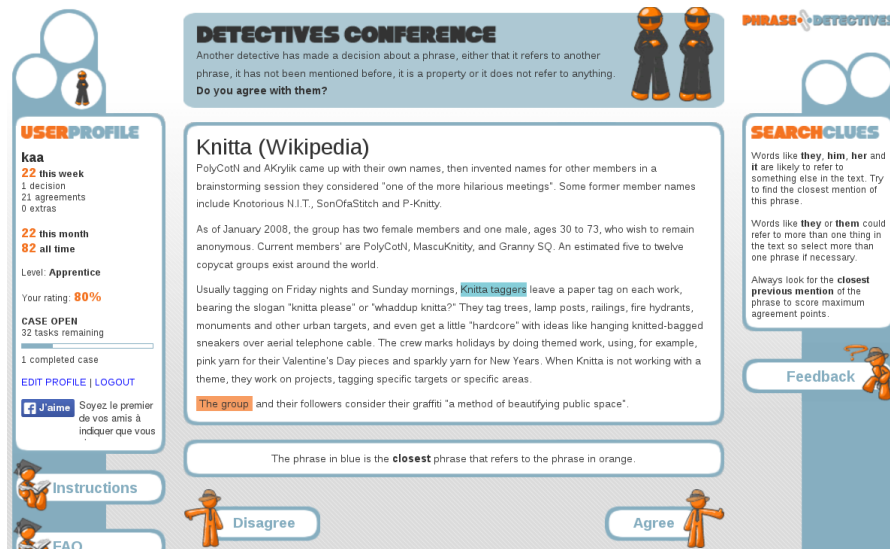 DETECTIVES CONFERENCE
Another detective has made a decision about a phrase, either that it refers to another
phrase, it has not been mentioned before, it is a property or it does not refer to anything.
Do you agree with them?
PHRASE DETECTIVES
USERPROFILE
kaa
22 this week
1 decision
21 agreements
0 extras
22 this month
82 all time
Level: Apprentice
Your rating: 80%
CASE OPEN
32 tasks remaining
1 completed case
EDIT PROFILE | LOGOUT
J'aime
Soyez le premier
de vos amis à
indiquer que vous
Instructions
FAQ
Knitta (Wikipedia)
PolyCotN and AKrylik came up with their own names, then invented names for other members in a
brainstorming session they considered "one of the more hilarious meetings". Some former member names
include Knotorious N.I.T., SonOfaStitch and P-Knitty.
As of January 2008, the group has two female members and one male, ages 30 to 73, who wish to remain
anonymous. Current members' are PolyCotN, MascuKnitity, and Granny SQ. An estimated five to twelve
copycat groups exist around the world.
Usually tagging on Friday nights and Sunday mornings, Knitta taggers leave a paper tag on each work,
bearing the slogan "knitta please" or "whaddup knitta?" They tag trees, lamp posts, railings, fire hydrants,
monuments and other urban targets, and even get a little "hardcore" with ideas like hanging knitted-bagged
sneakers over aerial telephone cable. The crew marks holidays by doing themed work, using, for example,
pink yarn for their Valentine's Day pieces and sparkly yarn for New Years. When Knitta is not working with a
theme, they work on projects, tagging specific targets or specific areas.
The group and their followers consider their graffiti "a method of beautifying public space".
The phrase in blue is the closest phrase that refers to the phrase in orange.
Disagree
Agree
SEARCHCLUES
Words like they, him, her and
it are likely to refer to
something else in the text. Try
to find the closest mention of
this phrase.
Words like they or them could
refer to more than one thing in
the text so select more than
one phrase if necessary.
Always look for the closest
previous mention of the
phrase to score maximum
agreement points.
Feedback